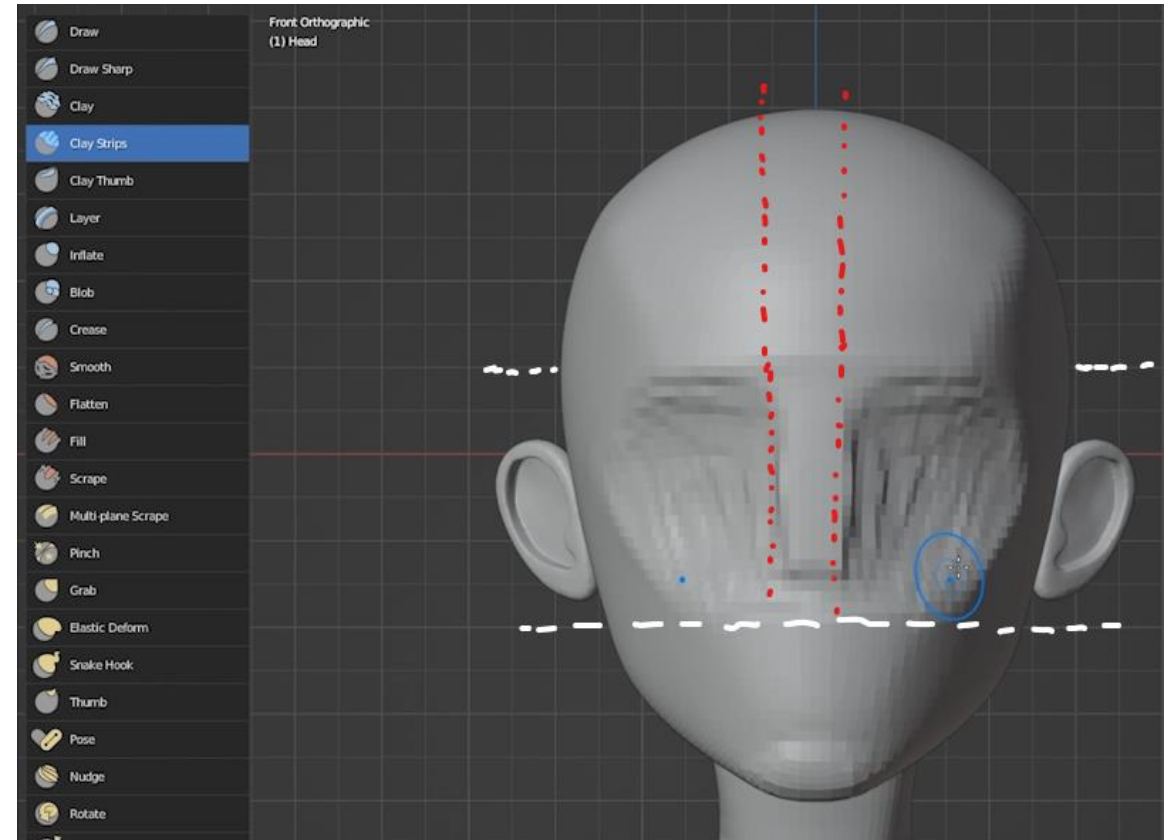 Draw
Draw Sharp
Clay
Clay Strips
Clay Thumb
Layer
Inflate
Blob
Crease
Smooth
Flatten
Fill
Scrape
Multi-plane Scrape
Pinch
Grab
Elastic Deform
Snake Hook
Thumb
Pose
Nudge
Rotate
Front Orthographic
(1) Head